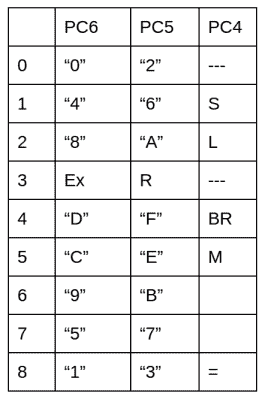 PC6 PC5 PC4
0 “0” “2” ---
1 “4” “6” S
2 “8” “A” L
3 Ex R ---
4 “D” “F” BR
5 “C” “E” M
6 “9” “B”
7 “5” “7”
8 “1” “3” =